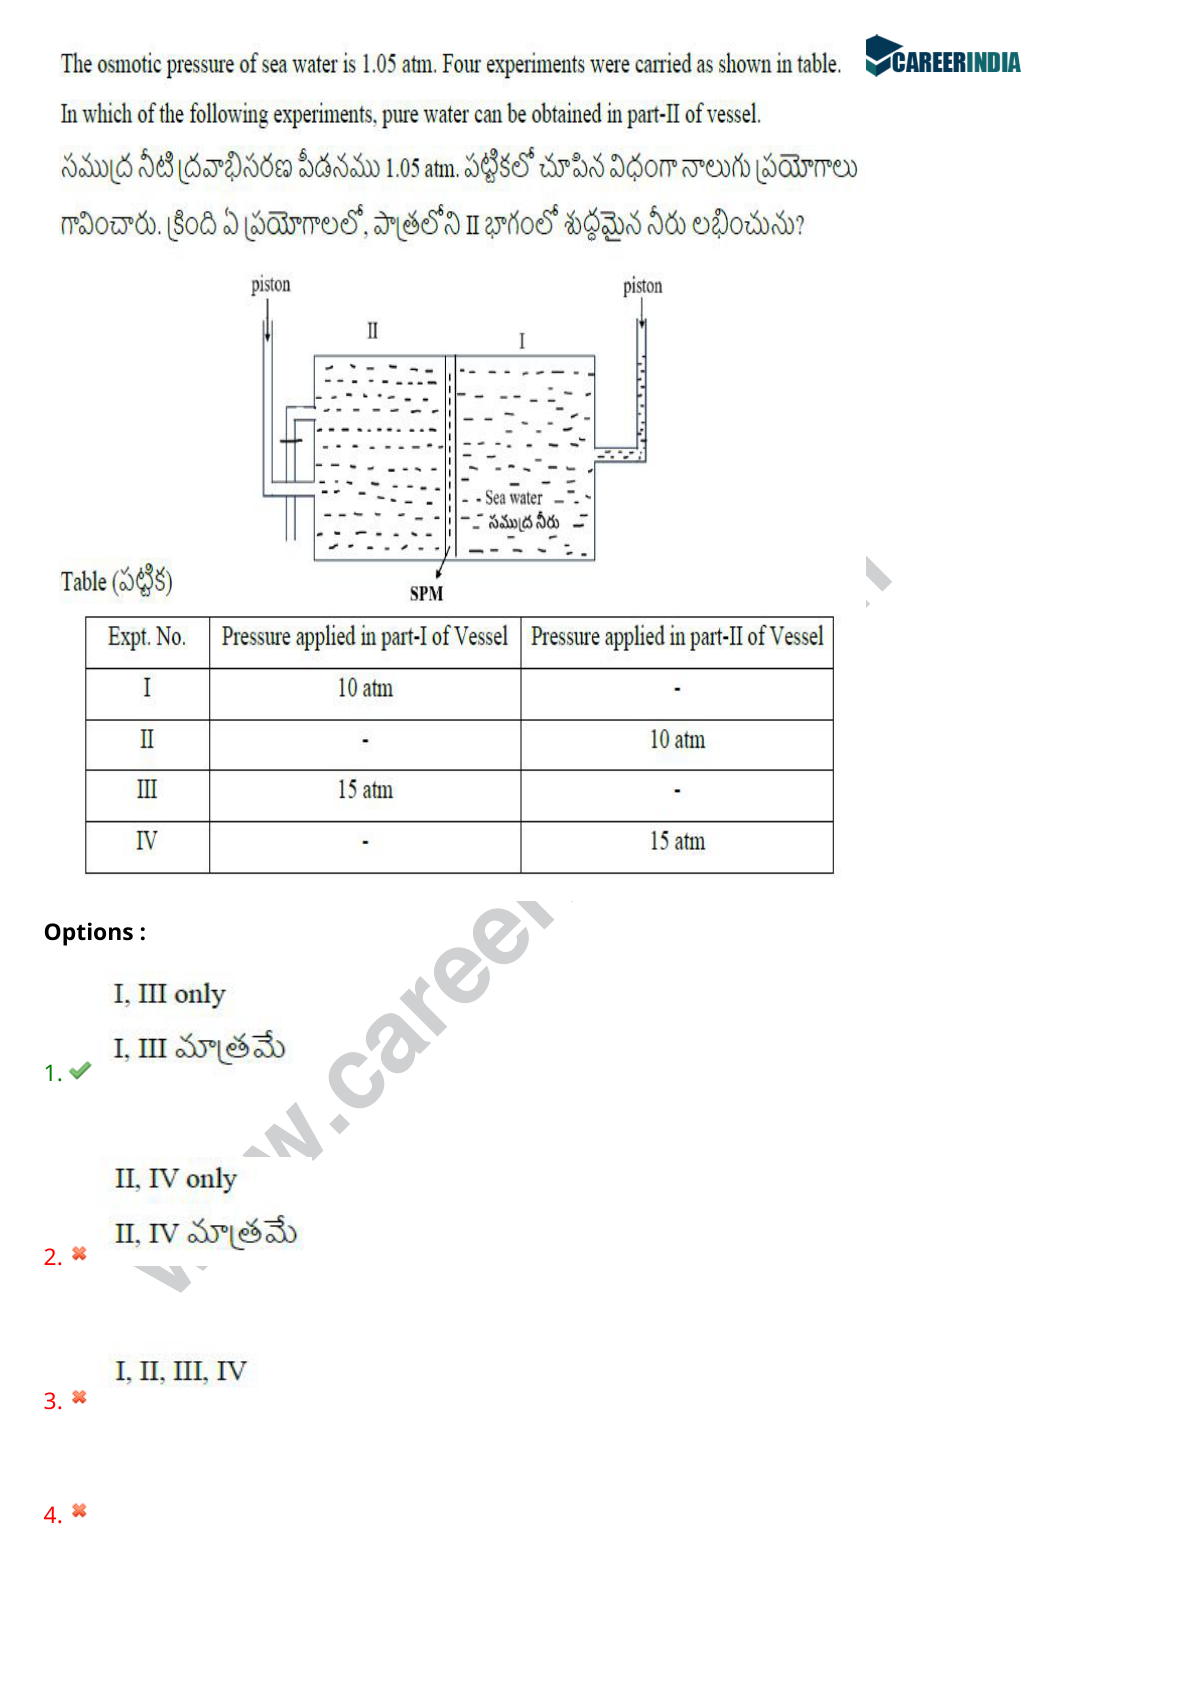 The osmotic pressure of sea water is 1.05 atm. Four experiments were carried as shown in table.
CAREERINDIA
In which of the following experiments, pure water can be obtained in part-II of vessel.
సముద్ర నీటి ద్రవాభిసరణ పీడనము 1.05 atm. పట్టికలో చూపిన విధంగా నాలుగు ప్రయోగాలు
గావించారు. క్రింది ఏ ప్రయోగాలలో, పాత్రలోని II భాగంలో శుద్ధమైన నీరు లభించును?
piston piston
II I
Sea water
సముద్ర నీరు
SPM
Table (పట్టిక)
Expt. No. Pressure applied in part-I of Vessel Pressure applied in part-II of Vessel
I 10 atm -
II - 10 atm
III 15 atm -
IV - 15 atm
Options :
I, III only
I, III మాత్రమే
1.
II, IV only
II, IV మాత్రమే
2.
I, II, III, IV
3.
4.